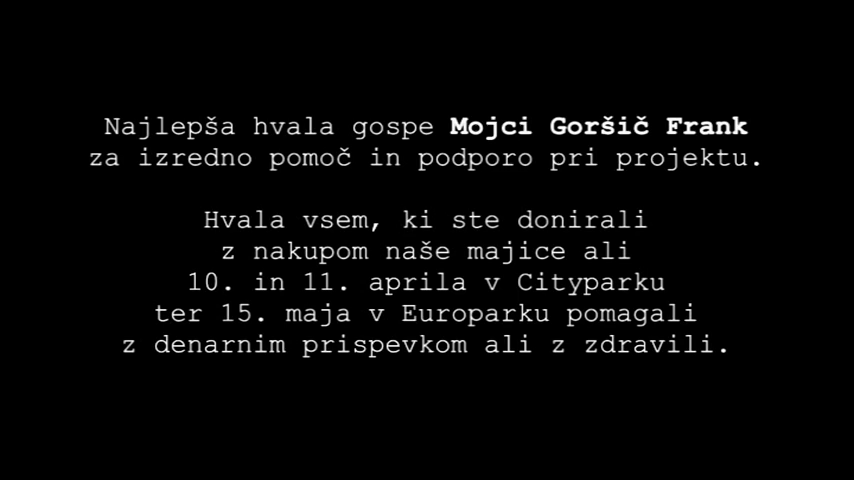 Najlepša hvala gospe Mojci Goršič Frank
za izredno pomoč in podporo pri projektu.
Hvala vsem, ki ste donirali
z nakupom naše majice ali
10. in 11. aprila v Cityparku
ter 15. maja v Europarku pomagali
z denarnim prispevkom ali z zdravili.